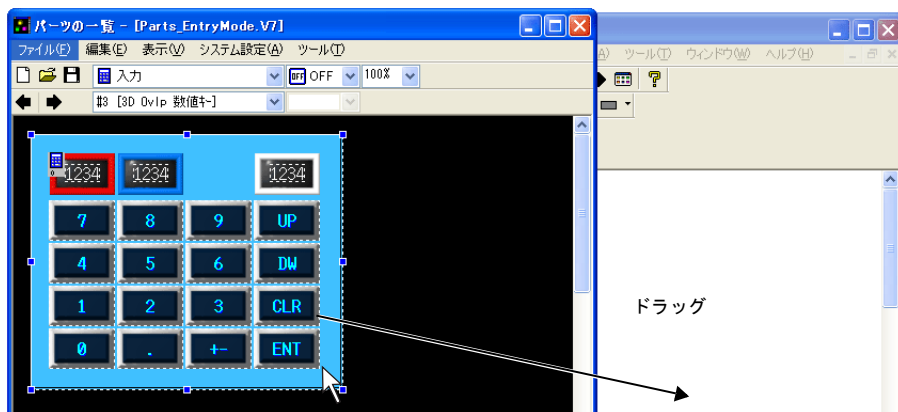 パーツの一覧 - [Parts_EntryMode.V7]
ファイル(F) 編集(E) 表示(V) システム設定(A) ツール(T)
入力 OFF OFF 100%
#3 [3D Ovlp 数値ｷｰ]
A) ツール(T) ウィンドウ(W) ヘルプ(H)
1234 1234 1234
7 8 9 UP
4 5 6 DW
1 2 3 CLR
0 . +- ENT
ドラッグ